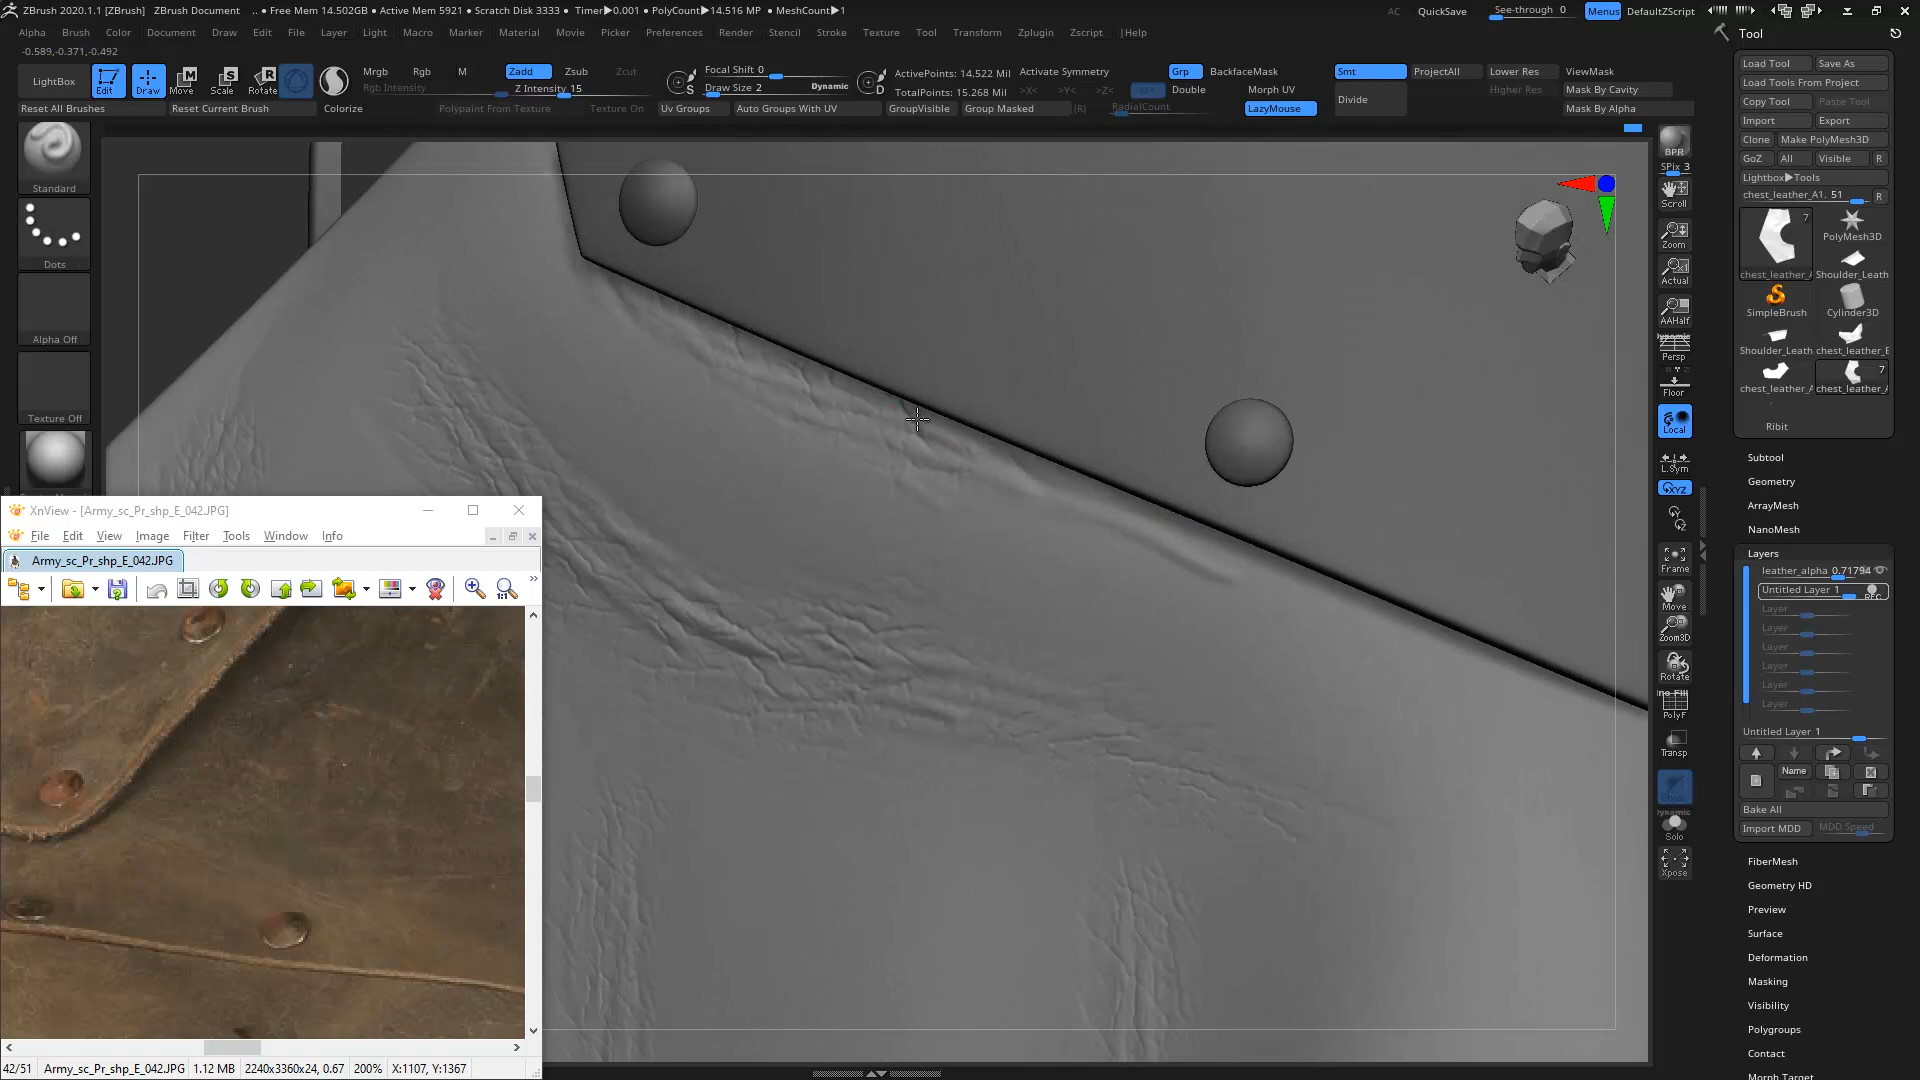 ZBrush 2020.1.1 [ZBrush] ZBrush Document .. • Free Mem 14.502GB • Active Mem 5921 • Scratch Disk 3333 • Timer▶0.001 • PolyCount▶14.516 MP • MeshCount▶1 AC QuickSave See-through 0 Menus DefaultZScript
Alpha Brush Color Document Draw Edit File Layer Light Macro Marker Material Movie Picker Preferences Render Stencil Stroke Texture Tool Transform Zplugin Zscript |Help
-0.589,-0.371,-0.492
LightBox Edit Draw Move Scale Rotate
Mrgb Rgb M Zadd Zsub Zcut Focal Shift 0 ActivePoints: 14.522 Mil Activate Symmetry Grp BackfaceMask Smt ProjectAll Lower Res ViewMask
Rgb Intensity Z Intensity 15 Draw Size 2 Dynamic TotalPoints: 15.268 Mil >X< >Y< >Z< >M< Double Morph UV Divide Higher Res Mask By Cavity
Reset All Brushes Reset Current Brush Colorize Polypaint From Texture Texture On Uv Groups Auto Groups With UV GroupVisible Group Masked (R) RadialCount LazyMouse Mask By Alpha
S D
Standard
Dots
Alpha Off
Texture Off
BPR
SPix 3
Scroll
Zoom
Actual
AAHalf
Dynamic
Persp
Floor
Local
L.Sym
XYZ
Frame
Move
Zoom3D
Rotate
PolyF
Transp
Ghost
Dynamic
Solo
Xpose
Tool
Load Tool Save As
Load Tools From Project
Copy Tool Paste Tool
Import Export
Clone Make PolyMesh3D
GoZ All Visible R
Lightbox▶Tools
chest_leather_A1. 51 R
7
chest_leather_A PolyMesh3D
Shoulder_Leath
SimpleBrush Cylinder3D
Shoulder_Leath chest_leather_E
7
chest_leather_A chest_leather_A
Ribit
Subtool
Geometry
ArrayMesh
NanoMesh
Layers
leather_alpha 0.71794
Untitled Layer 1 REC
Layer
Layer
Layer
Layer
Layer
Layer
Untitled Layer 1
Name
Bake All
Import MDD MDD Speed
FiberMesh
Geometry HD
Preview
Surface
Deformation
Masking
Visibility
Polygroups
Contact
Morph Target
XnView - [Army_sc_Pr_shp_E_042.JPG]
File Edit View Image Filter Tools Window Info
Army_sc_Pr_shp_E_042.JPG
1:1
42/51 Army_sc_Pr_shp_E_042.JPG 1.12 MB 2240x3360x24, 0.67 200% X:1107, Y:1367